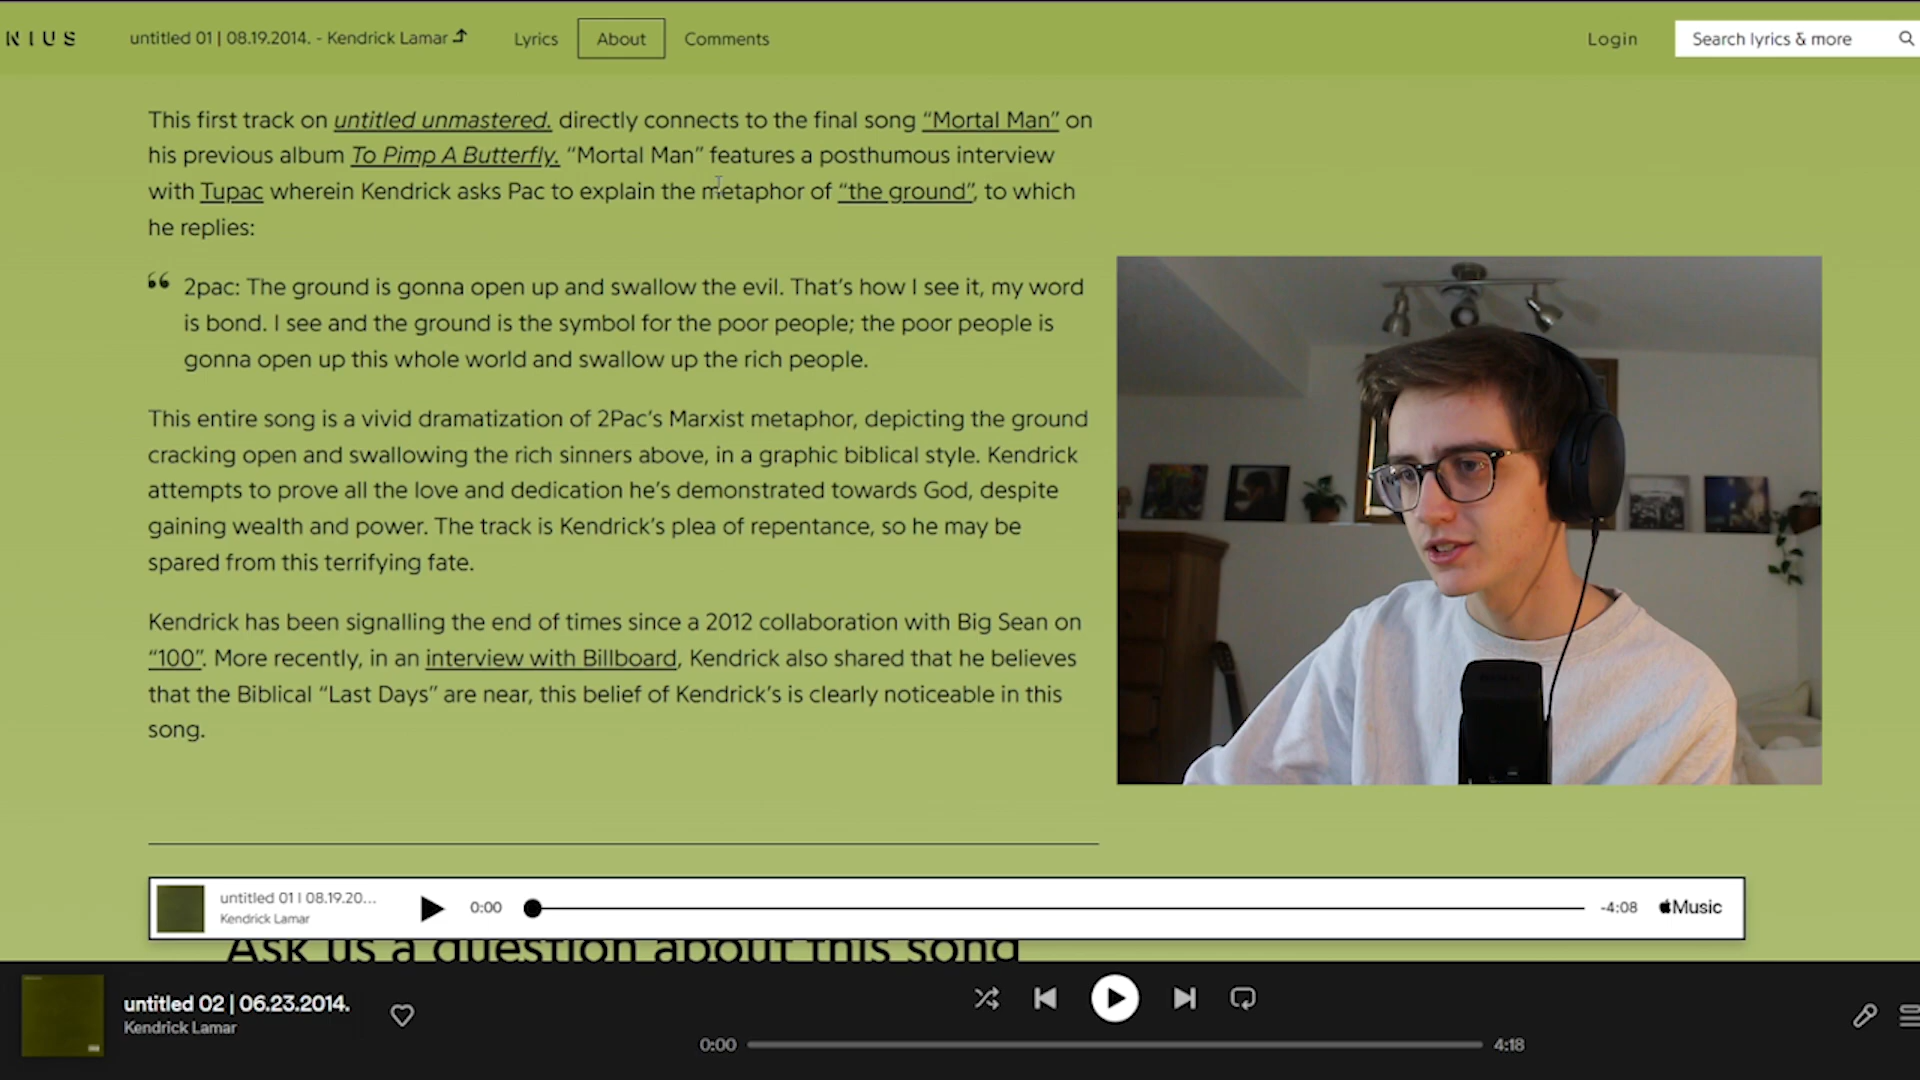 NIUS
untitled 01 | 08.19.2014. - Kendrick Lamar
Lyrics
About
Comments
Login
Search lyrics & more
This first track on untitled unmastered. directly connects to the final song “Mortal Man” on
his previous album To Pimp A Butterfly. “Mortal Man” features a posthumous interview
with Tupac wherein Kendrick asks Pac to explain the metaphor of “the ground”, to which
he replies:
“ 2pac: The ground is gonna open up and swallow the evil. That’s how I see it, my word
is bond. I see and the ground is the symbol for the poor people; the poor people is
gonna open up this whole world and swallow up the rich people.
This entire song is a vivid dramatization of 2Pac’s Marxist metaphor, depicting the ground
cracking open and swallowing the rich sinners above, in a graphic biblical style. Kendrick
attempts to prove all the love and dedication he’s demonstrated towards God, despite
gaining wealth and power. The track is Kendrick’s plea of repentance, so he may be
spared from this terrifying fate.
Kendrick has been signalling the end of times since a 2012 collaboration with Big Sean on
“100”. More recently, in an interview with Billboard, Kendrick also shared that he believes
that the Biblical “Last Days” are near, this belief of Kendrick’s is clearly noticeable in this
song.
untitled 01 | 08.19.20...
Kendrick Lamar
0:00
-4:08
Music
Ask us a question about this song
untitled 02 | 06.23.2014.
Kendrick Lamar
0:00
4:18